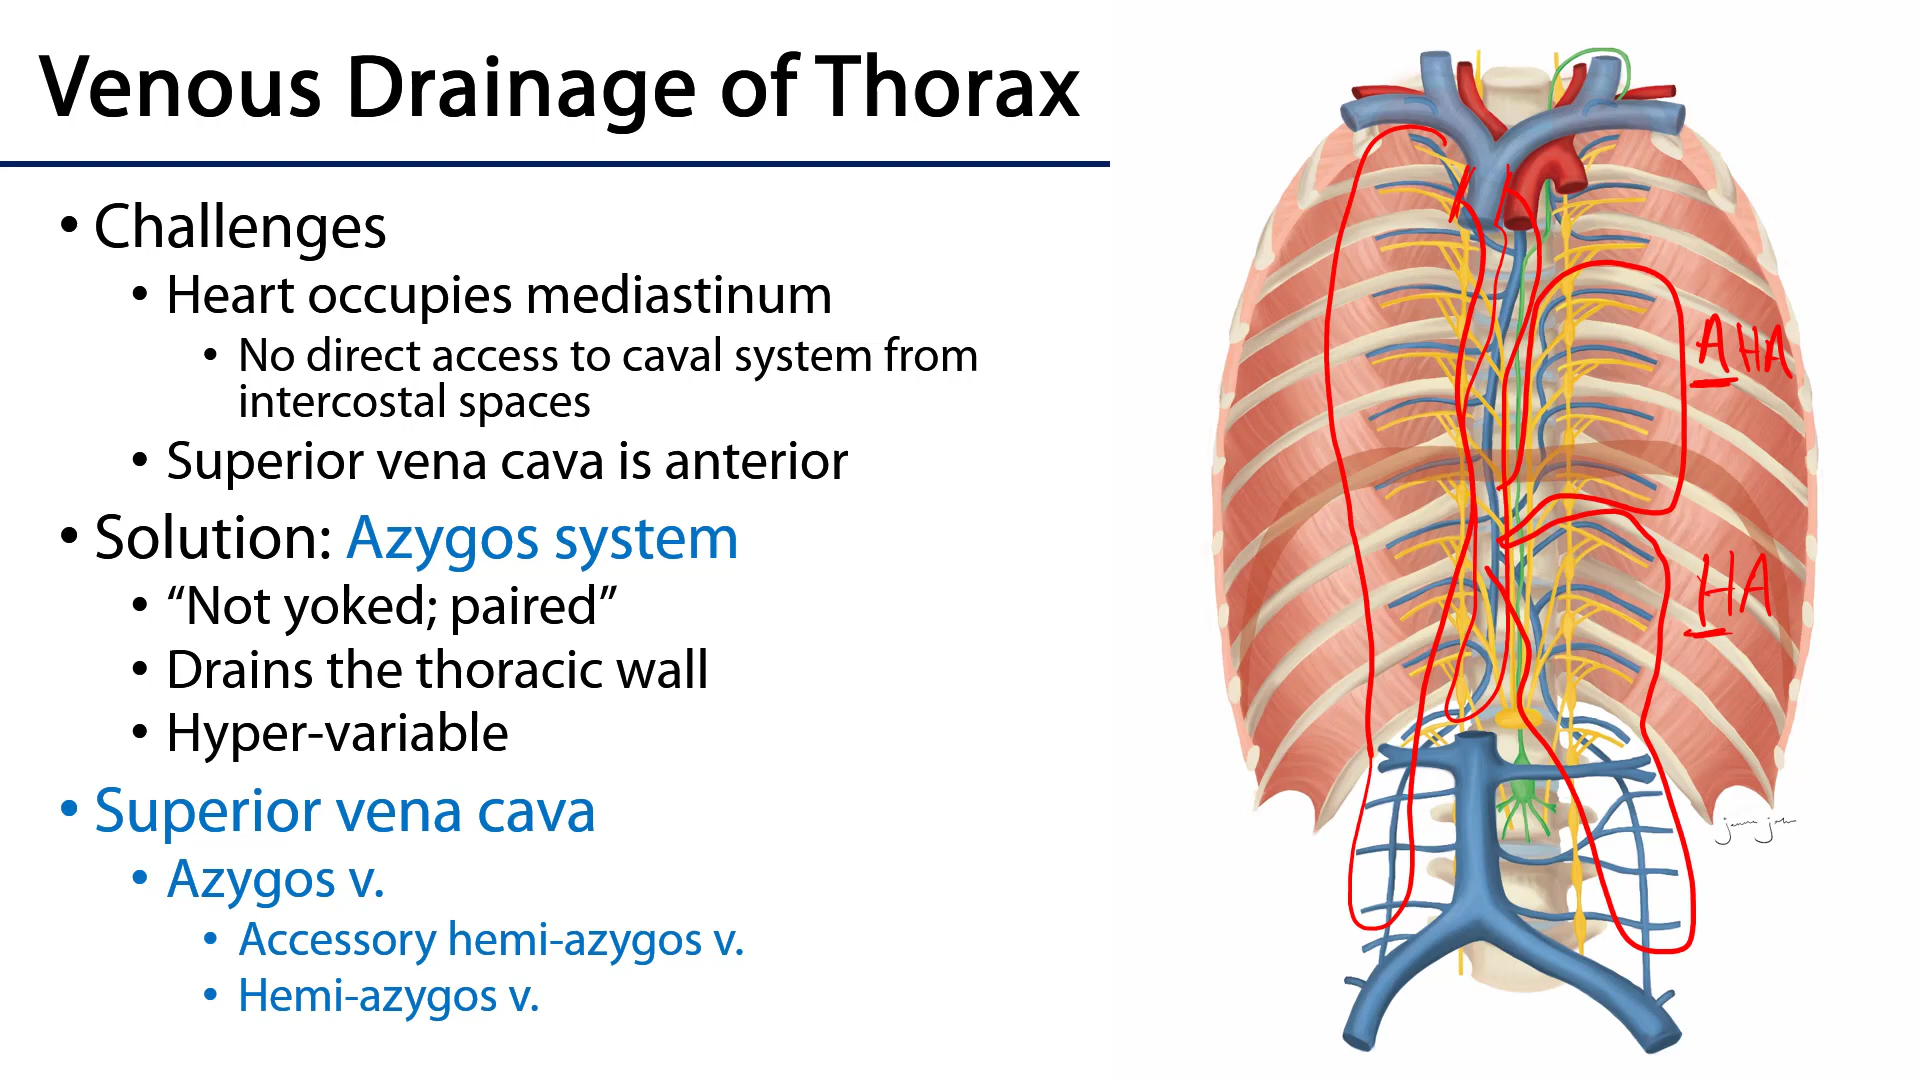 Venous Drainage of Thorax
• Challenges
• Heart occupies mediastinum
• No direct access to caval system from
intercostal spaces
• Superior vena cava is anterior
• Solution: Azygos system
• “Not yoked; paired”
• Drains the thoracic wall
• Hyper-variable
• Superior vena cava
• Azygos v.
• Accessory hemi-azygos v.
• Hemi-azygos v.
AHA
HA